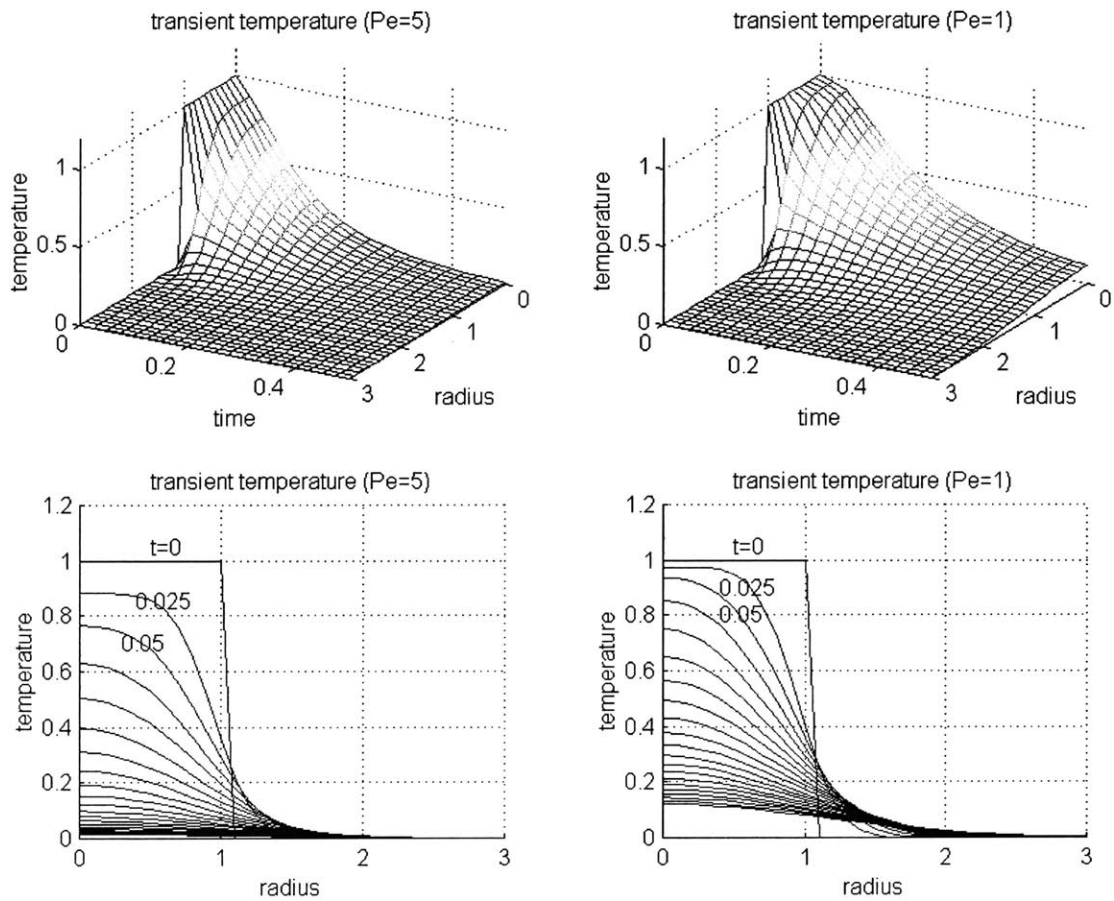 transient temperature (Pe=5)
temperature
1
0.5
0
0
0.2
0.4
time
3
2
1
0
radius
transient temperature (Pe=1)
temperature
1
0.5
0
0
0.2
0.4
time
3
2
1
0
radius
transient temperature (Pe=5)
temperature
1.2
1
0.8
0.6
0.4
0.2
0
t=0
0.025
0.05
0
1
2
3
radius
transient temperature (Pe=1)
temperature
1.2
1
0.8
0.6
0.4
0.2
0
t=0
0.025
0.05
0
1
2
3
radius